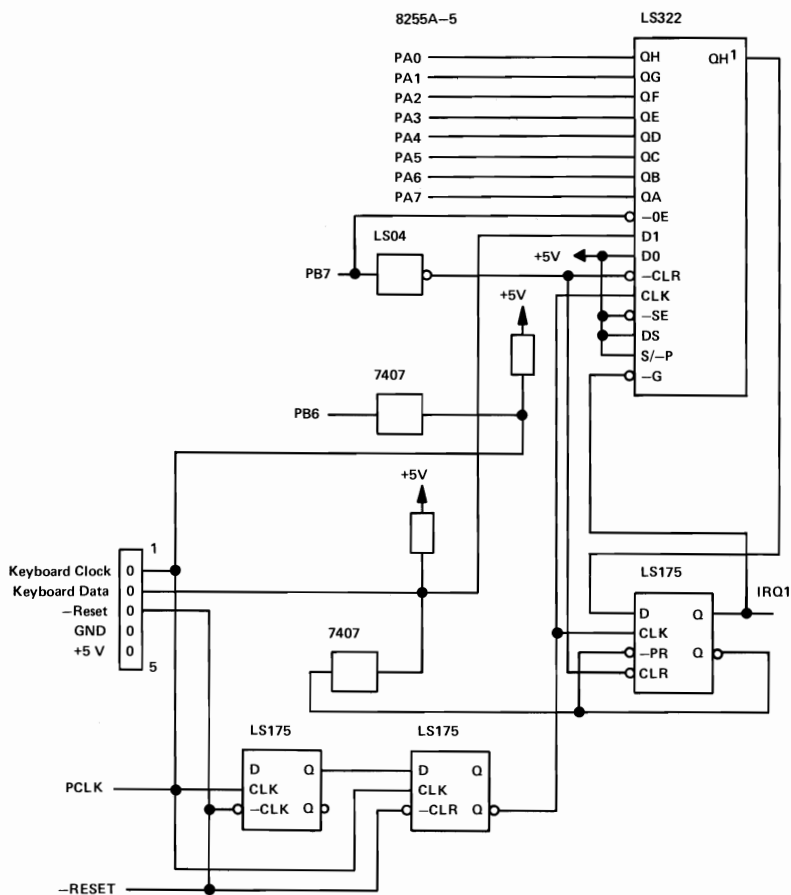 8255A-5 LS322
PA0 QH QH1
PA1 QG
PA2 QF
PA3 QE
PA4 QD
PA5 QC
PA6 QB
PA7 QA
-OE
LS04 D1
+5V D0
PB7 -CLR
+5V CLK
-SE
DS
7407 S/-P
-G
PB6
+5V
1 LS175
Keyboard Clock 0
Keyboard Data 0 IRQ1
-Reset 0 D Q
GND 0 7407 CLK
+5 V 0 -PR Q
5 CLR
LS175 LS175
D Q D Q
PCLK CLK CLK
-CLK Q -CLR Q
-RESET